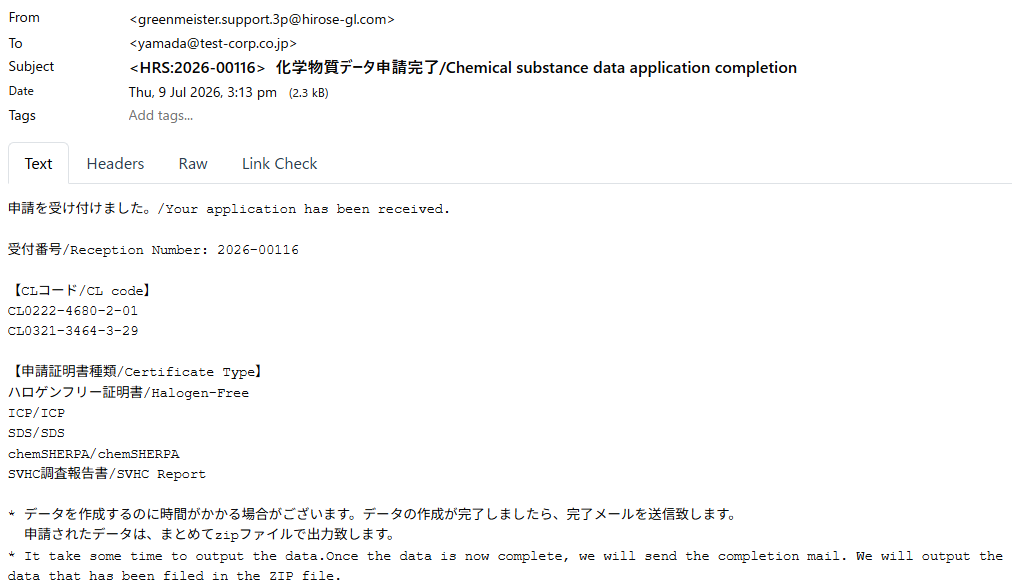 From <greenmeister.support.3p@hirose-gl.com>
To <yamada@test-corp.co.jp>
Subject <HRS:2026-00116> 化学物質データ申請完了/Chemical substance data application completion
Date Thu, 9 Jul 2026, 3:13 pm (2.3 kB)
Tags Add tags...
Text Headers Raw Link Check
申請を受け付けました。/Your application has been received.
受付番号/Reception Number: 2026-00116
【CLコード/CL code】
CL0222-4680-2-01
CL0321-3464-3-29
【申請証明書種類/Certificate Type】
ハロゲンフリー証明書/Halogen-Free
ICP/ICP
SDS/SDS
chemSHERPA/chemSHERPA
SVHC調査報告書/SVHC Report
* データを作成するのに時間がかかる場合がございます。データの作成が完了しましたら、完了メールを送信致します。
申請されたデータは、まとめてzipファイルで出力致します。
* It take some time to output the data.Once the data is now complete, we will send the completion mail. We will output the
data that has been filed in the ZIP file.